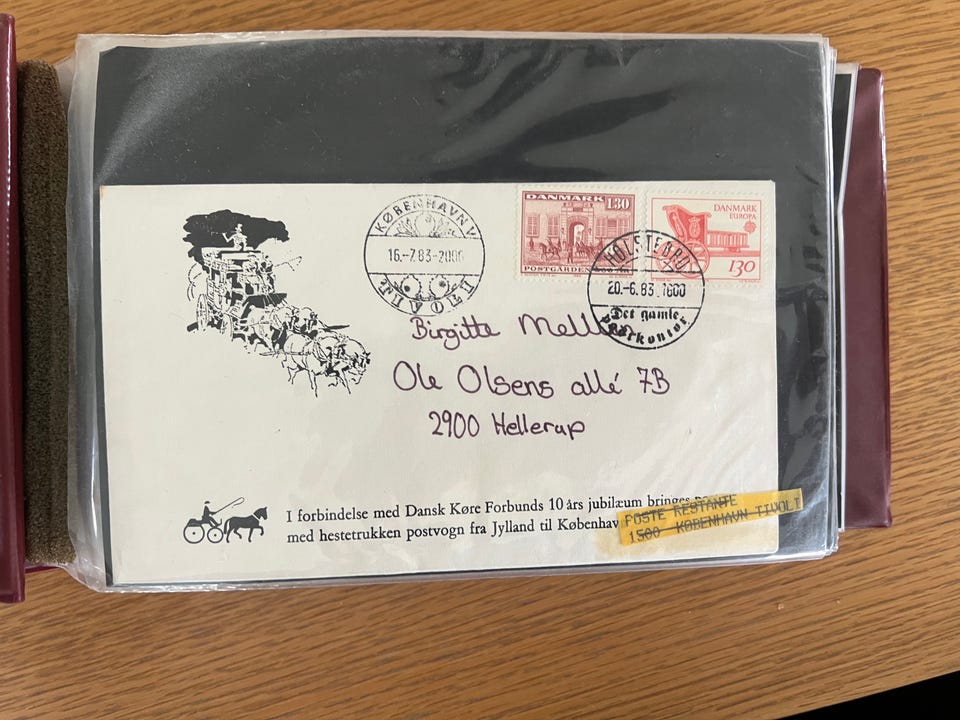 KØBENHAVN V
16.-7.83-2000
TIVOLI
DANMARK 130
POSTGÅRDEN
DANMARK
EUROPA
130
HOLSTEBRO
20.-6.83.1800
Det gamle
Birgitte
Ole Olsens allé 7B
2900 Hellerup
I forbindelse med Dansk Køre Forbunds 10 års jubilæum bringes
med hestetrukken postvogn fra Jylland til Københav
POSTE RESTANTE
1500 KØBENHAVN TIVOLI